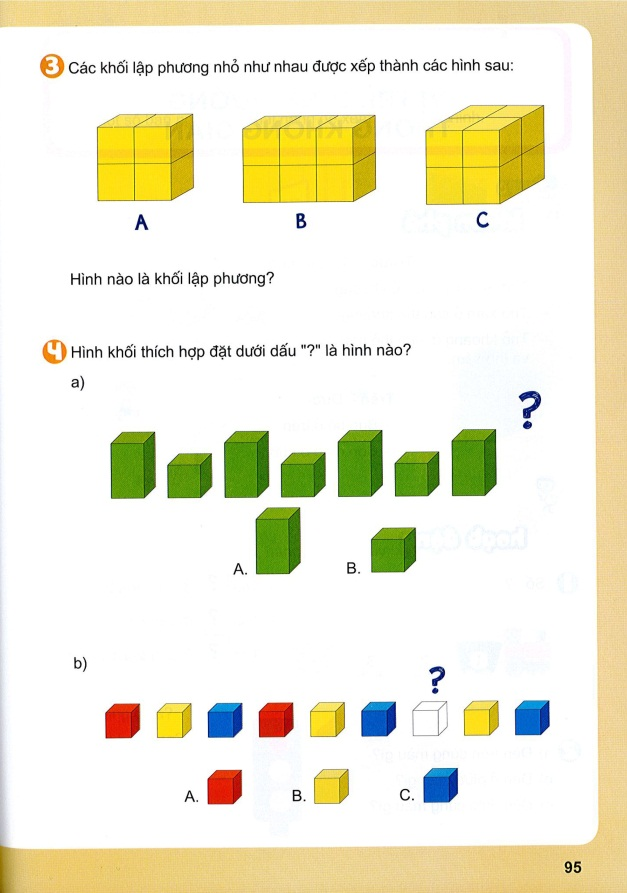 3 Các khối lập phương nhỏ như nhau được xếp thành các hình sau:
A B C
Hình nào là khối lập phương?
4 Hình khối thích hợp đặt dưới dấu "?" là hình nào?
a)
?
A. B.
b)
?
A. B. C.
95